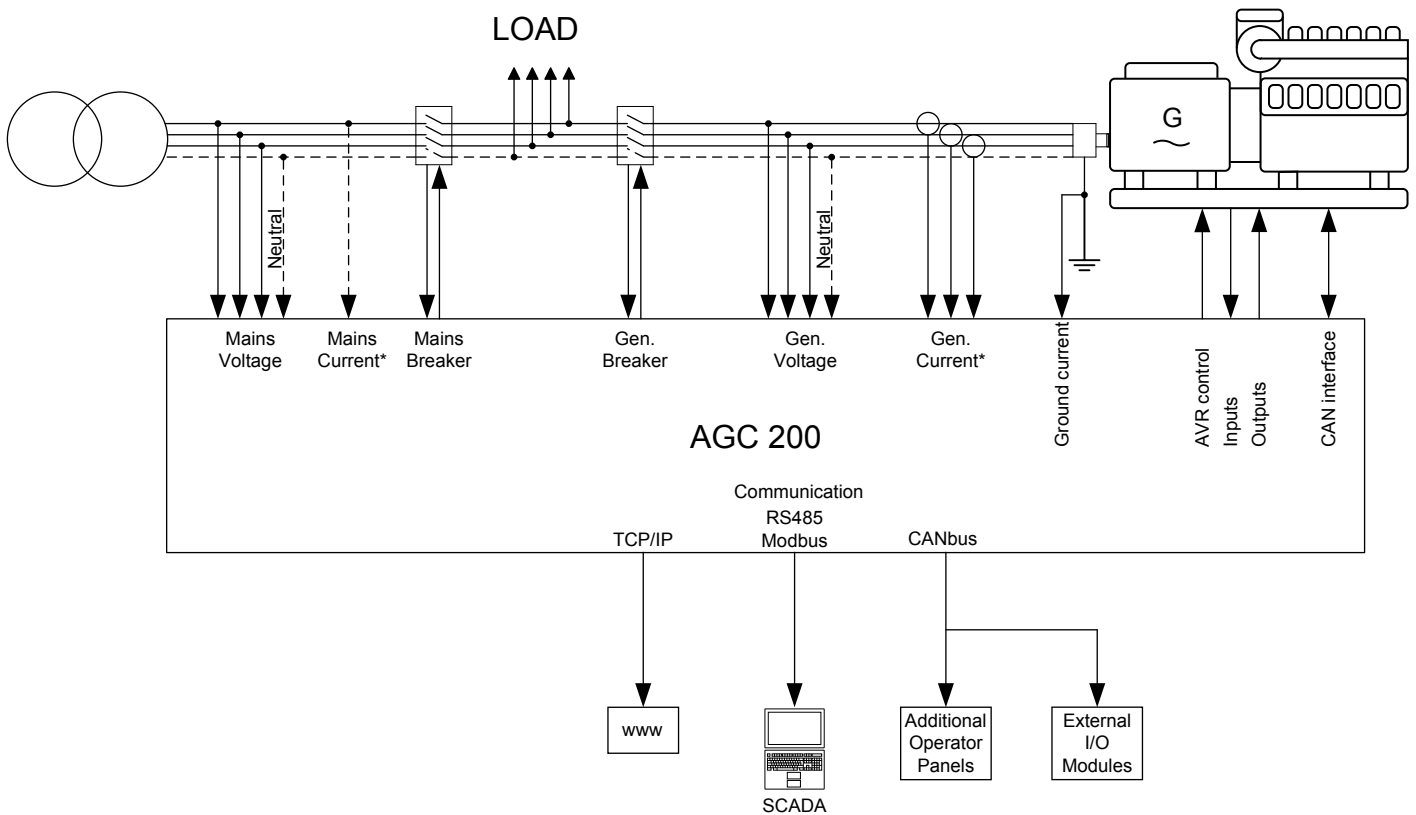 LOAD
G
Neutral
Neutral
Mains
Voltage
Mains
Current*
Mains
Breaker
Gen.
Breaker
Gen.
Voltage
Gen.
Current*
Ground current
AVR control
Inputs
Outputs
CAN interface
AGC 200
Communication
RS485
Modbus
TCP/IP
CANbus
www
SCADA
Additional
Operator
Panels
External
I/O
Modules